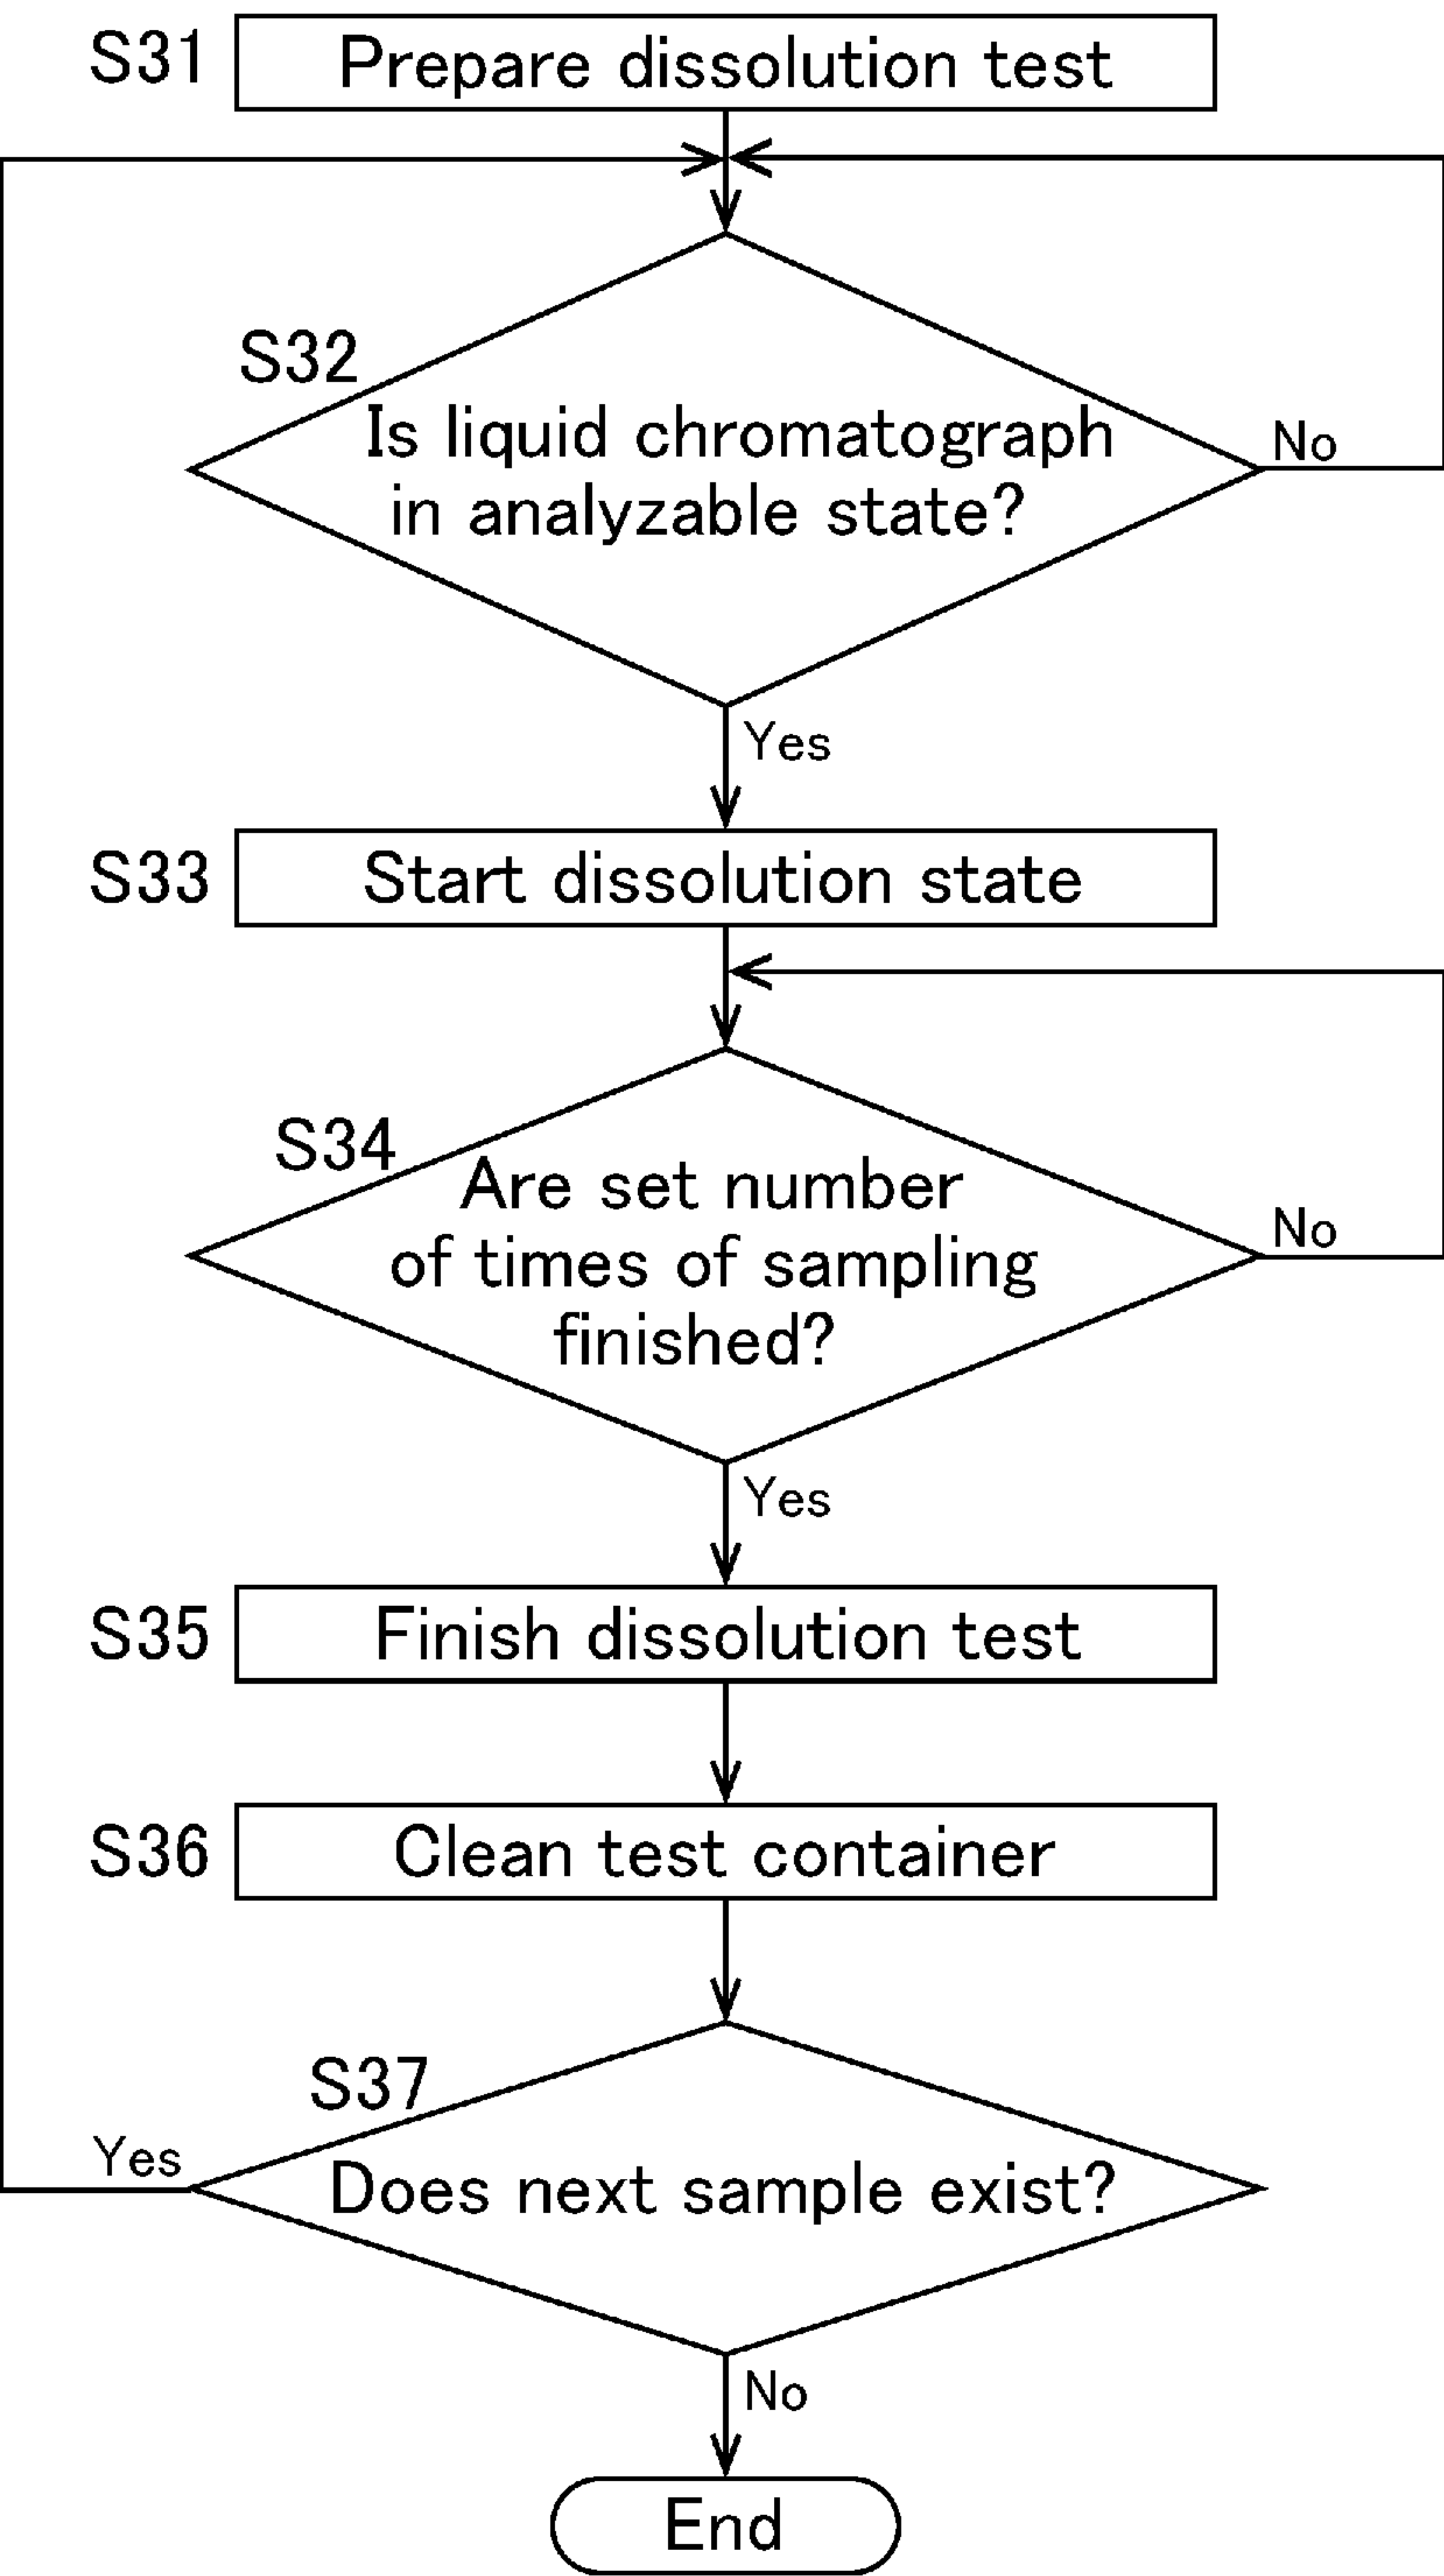 S31
Prepare dissolution test
S32
Is liquid chromatograph
in analyzable state?
No
Yes
S33
Start dissolution state
S34
Are set number
of times of sampling
finished?
No
Yes
S35
Finish dissolution test
S36
Clean test container
S37
Yes
Does next sample exist?
No
End